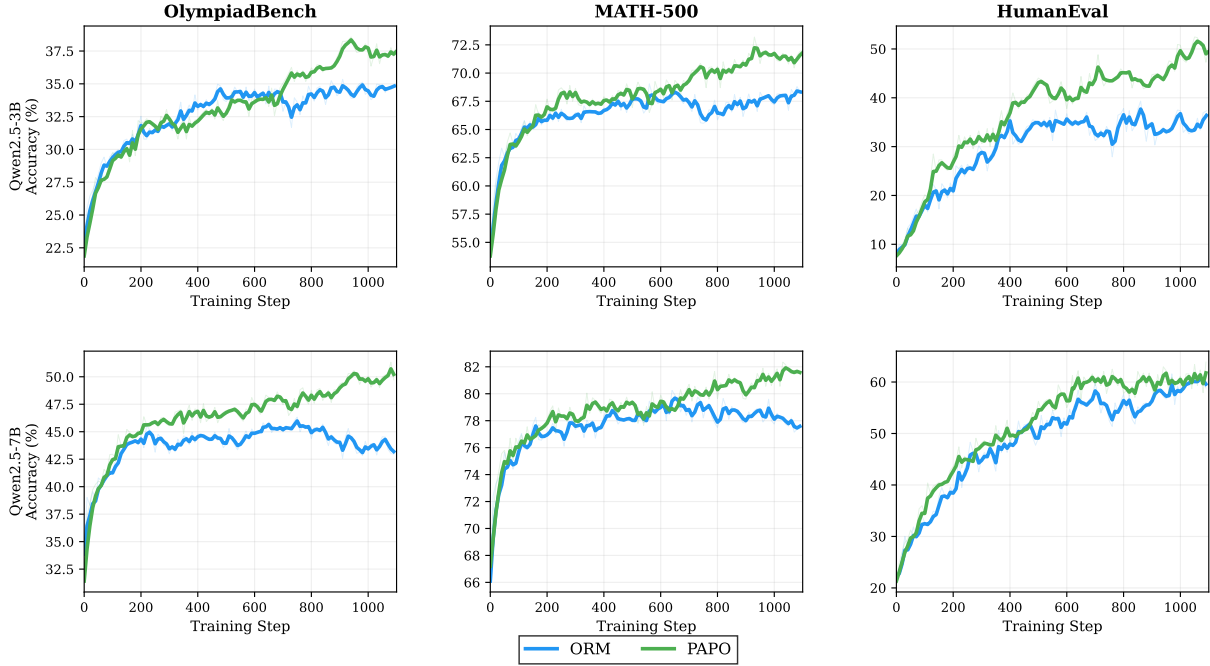 OlympiadBench
MATH-500
HumanEval
Qwen2.5-3B
Accuracy (%)
37.5
35.0
32.5
30.0
27.5
25.0
22.5
0 200 400 600 800 1000
Training Step
72.5
70.0
67.5
65.0
62.5
60.0
57.5
55.0
0 200 400 600 800 1000
Training Step
50
40
30
20
10
0 200 400 600 800 1000
Training Step
Qwen2.5-7B
Accuracy (%)
50.0
47.5
45.0
42.5
40.0
37.5
35.0
32.5
0 200 400 600 800 1000
Training Step
82
80
78
76
74
72
70
68
66
0 200 400 600 800 1000
Training Step
60
50
40
30
20
0 200 400 600 800 1000
Training Step
ORM PAPO